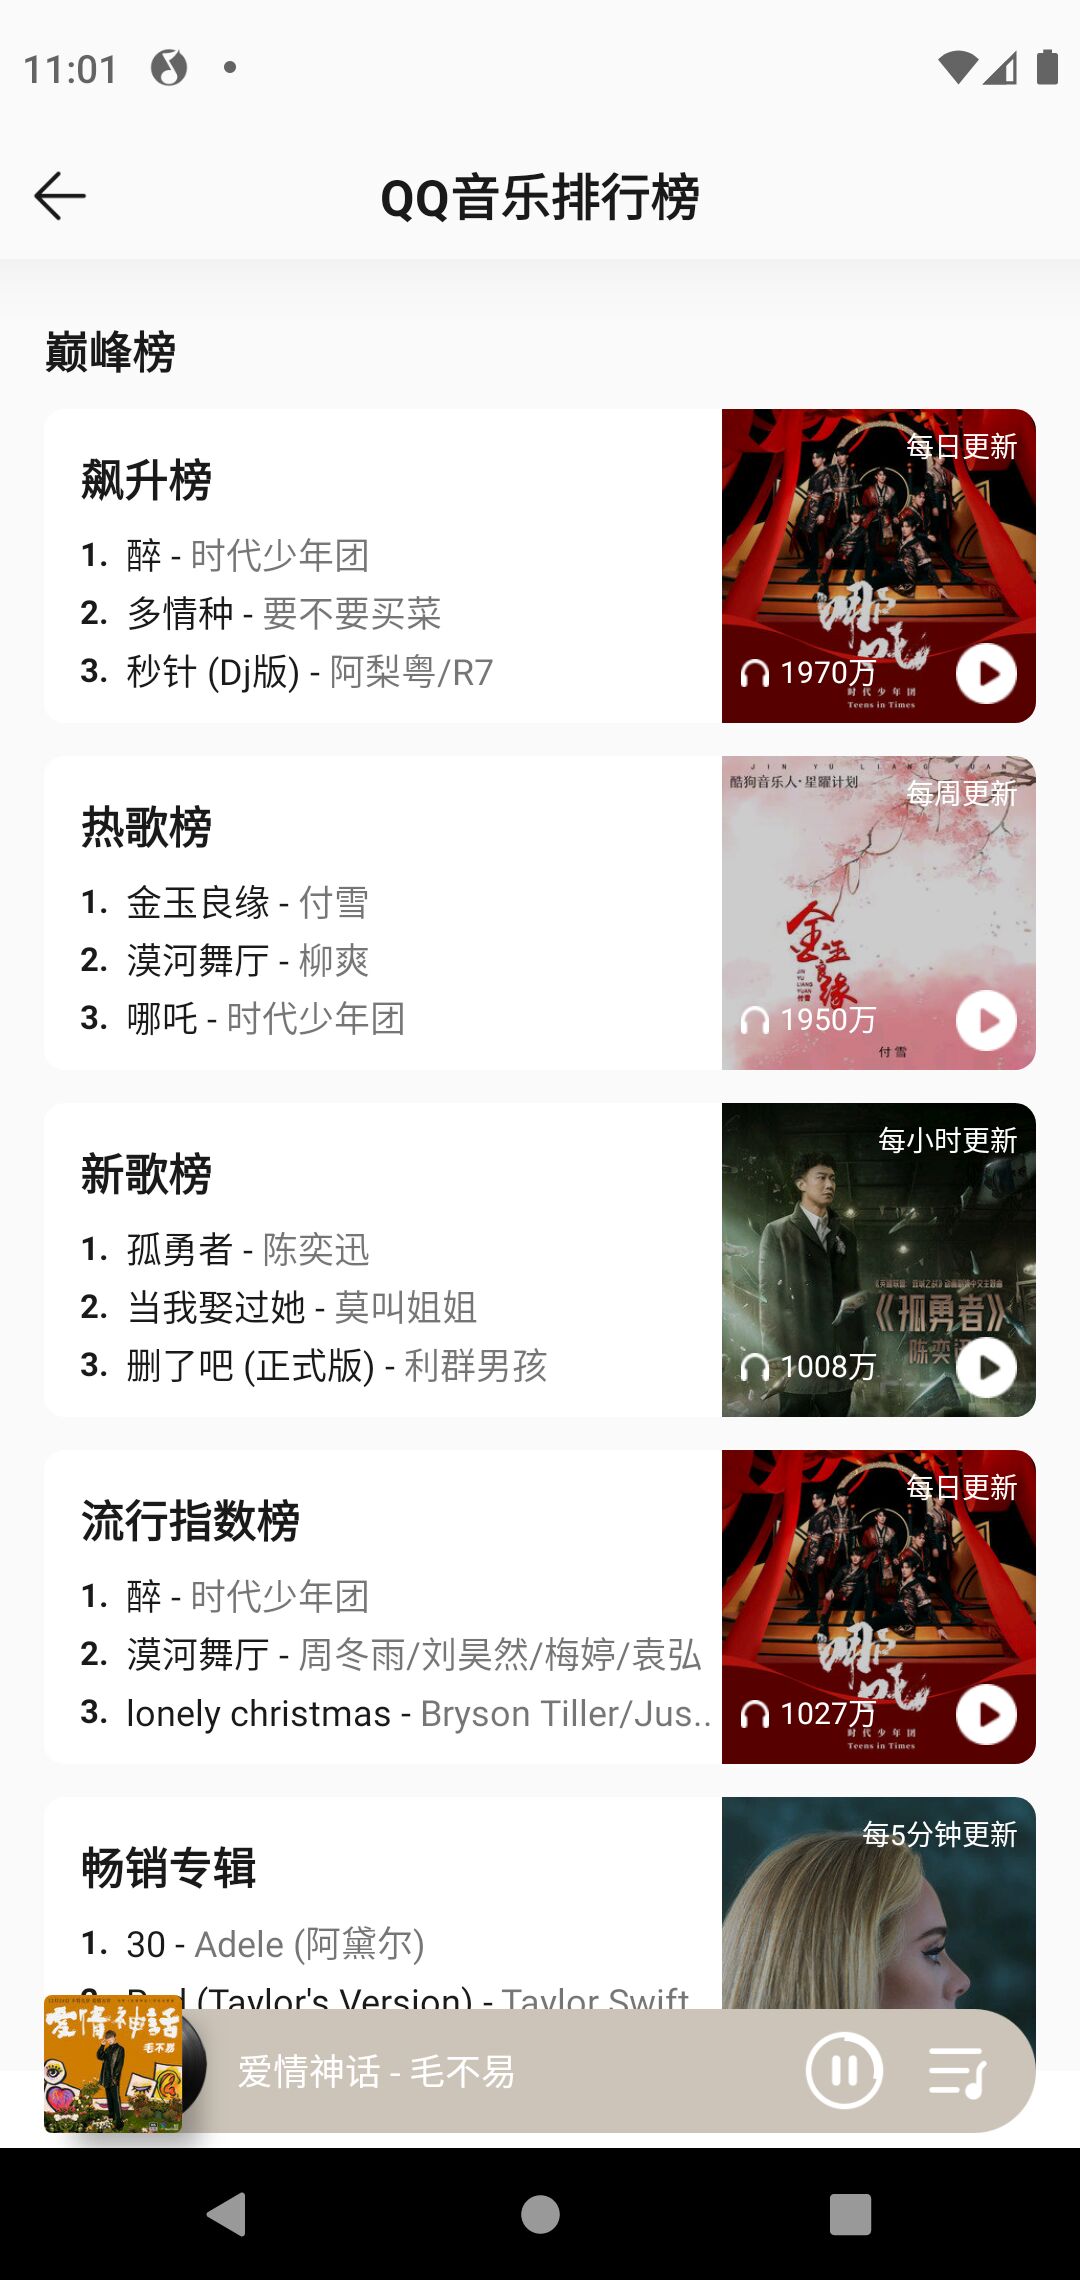 11:01
QQ音乐排行榜
巅峰榜
飙升榜
1. 醉 - 时代少年团
2. 多情种 - 要不要买菜
3. 秒针 (Dj版) - 阿梨粤/R7
每日更新
哪吒
1970万
时代少年团
Teens in Times
热歌榜
1. 金玉良缘 - 付雪
2. 漠河舞厅 - 柳爽
3. 哪吒 - 时代少年团
JIN YU LIANG YUAN
酷狗音乐人·星曜计划
每周更新
金玉良缘
JIN
YU
LIANG
YUAN
付雪
1950万
付雪
新歌榜
1. 孤勇者 - 陈奕迅
2. 当我娶过她 - 莫叫姐姐
3. 删了吧 (正式版) - 利群男孩
每小时更新
《孤勇者》
陈奕迅
1008万
流行指数榜
1. 醉 - 时代少年团
2. 漠河舞厅 - 周冬雨/刘昊然/梅婷/袁弘
3. lonely christmas - Bryson Tiller/Jus..
每日更新
哪吒
1027万
时代少年团
Teens in Times
畅销专辑
1. 30 - Adele (阿黛尔)
(Taylor's Version) - Taylor Swift
每5分钟更新
爱情神话
毛不易
爱情神话 - 毛不易